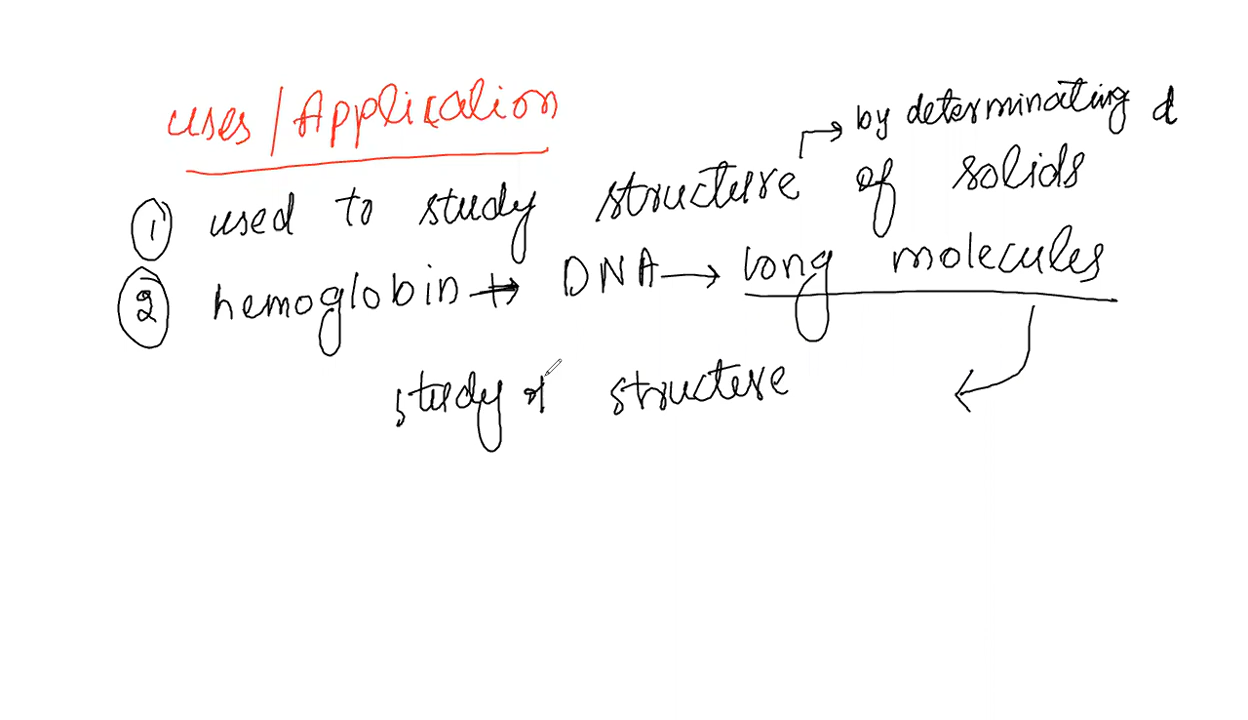 uses/Application
by determinating d
① used to study structure of solids
② hemoglobin → DNA → long molecules
study of structure